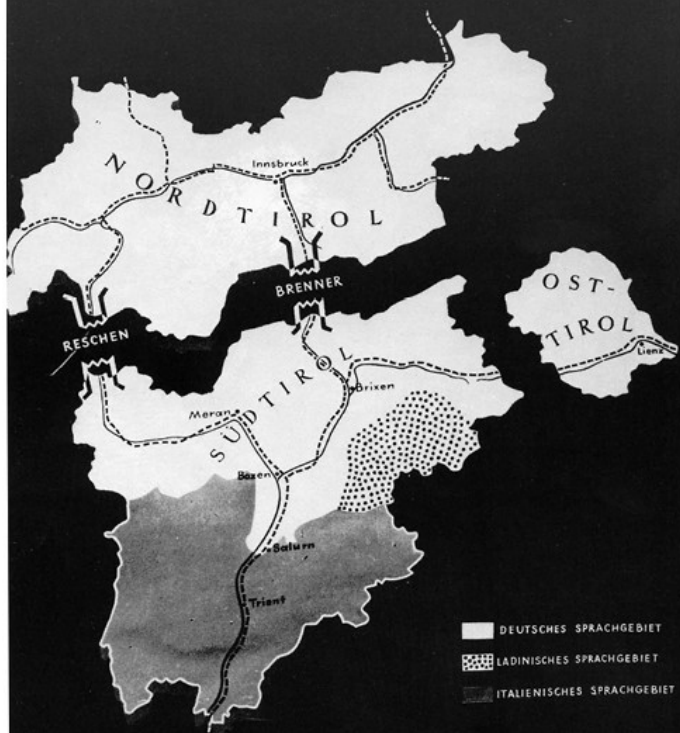 Innsbruck
NORDTIROL
BRENNER
OST-
TIROL
Lienz
RESCHEN
SÜDTIROL
Brixen
Meran
Bozen
Salurn
Trient
DEUTSCHES SPRACHGEBIET
LADINISCHES SPRACHGEBIET
ITALIENISCHES SPRACHGEBIET